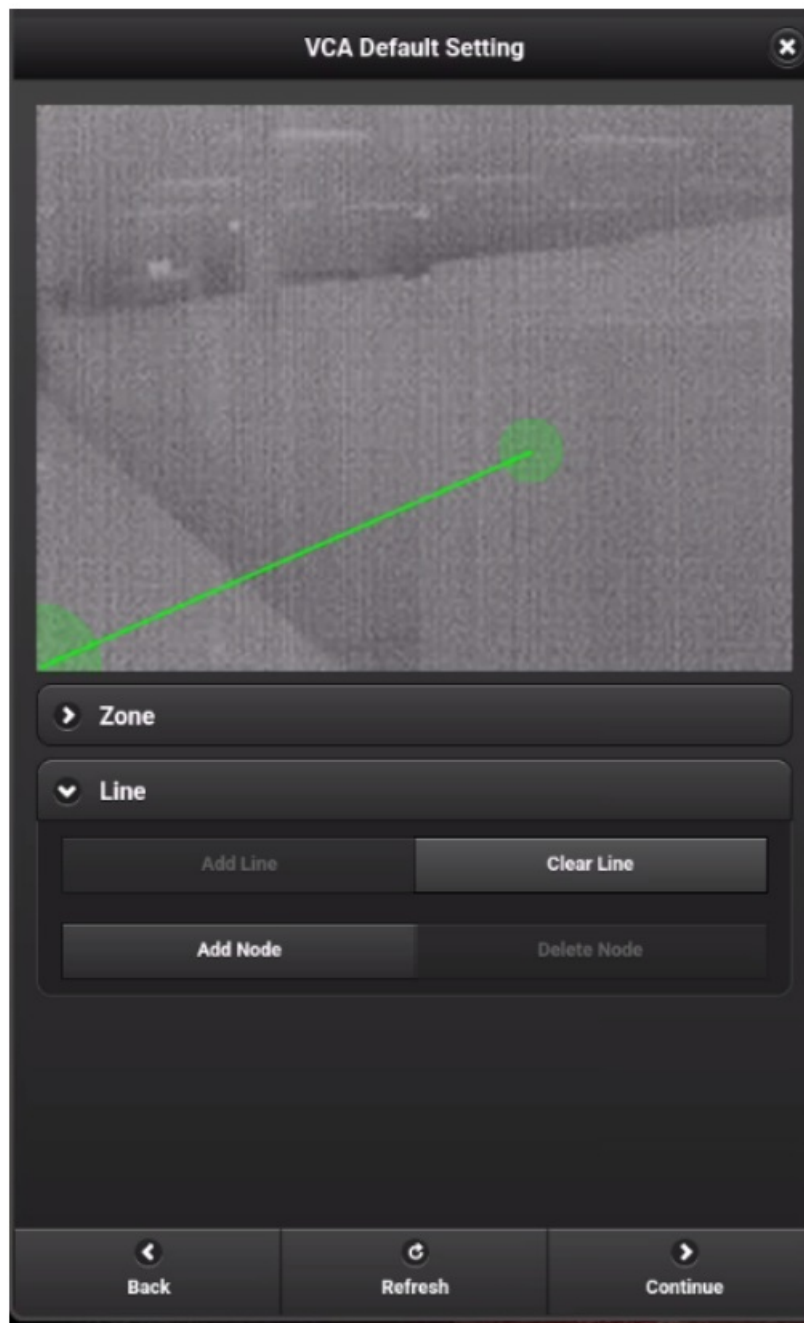 VCA Default Setting
Zone
Line
Add Line
Clear Line
Add Node
Delete Node
Back
Refresh
Continue